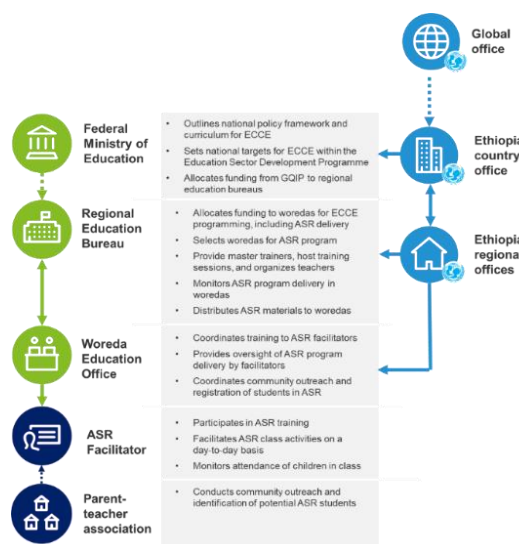 Global
office
Federal
Ministry of
Education
• Outlines national policy framework and
curriculum for ECCE
• Sets national targets for ECCE within the
Education Sector Development Programme
• Allocates funding from GQIP to regional
education bureaus
Ethiopia
country
office
Regional
Education
Bureau
• Allocates funding to woredas for ECCE
programming, including ASR delivery
• Selects woredas for ASR program
• Provide master trainers, host training
sessions, and organizes teachers
• Monitors ASR program delivery in
woredas
• Distributes ASR materials to woredas
Ethiopia
regional
offices
Woreda
Education
Office
• Coordinates training to ASR facilitators
• Provides oversight of ASR program
delivery by facilitators
• Coordinates community outreach and
registration of students in ASR
ASR
Facilitator
• Participates in ASR training
• Facilitates ASR class activities on a
day-to-day basis
• Monitors attendance of children in class
Parent-
teacher
association
• Conducts community outreach and
identification of potential ASR students